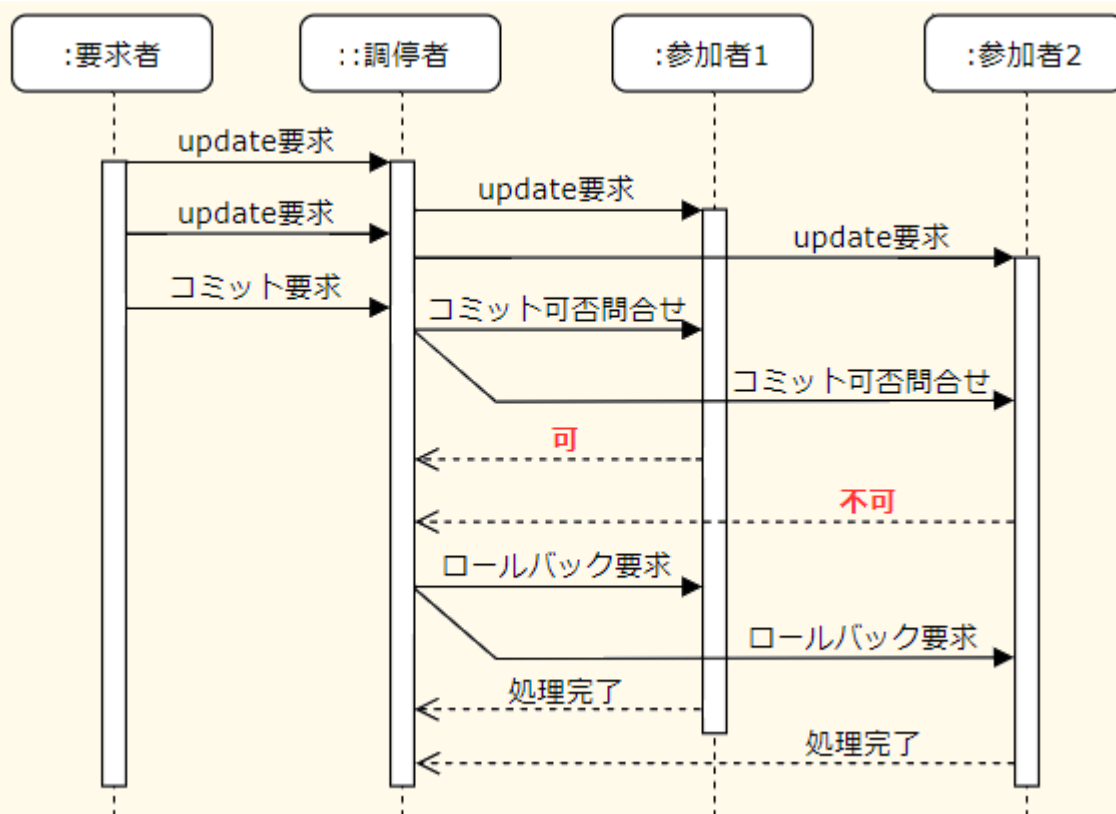 :要求者
::調停者
:参加者1
:参加者2
update要求
update要求
update要求
update要求
コミット要求
コミット可否問合せ
コミット可否問合せ
可
不可
ロールバック要求
ロールバック要求
処理完了
処理完了